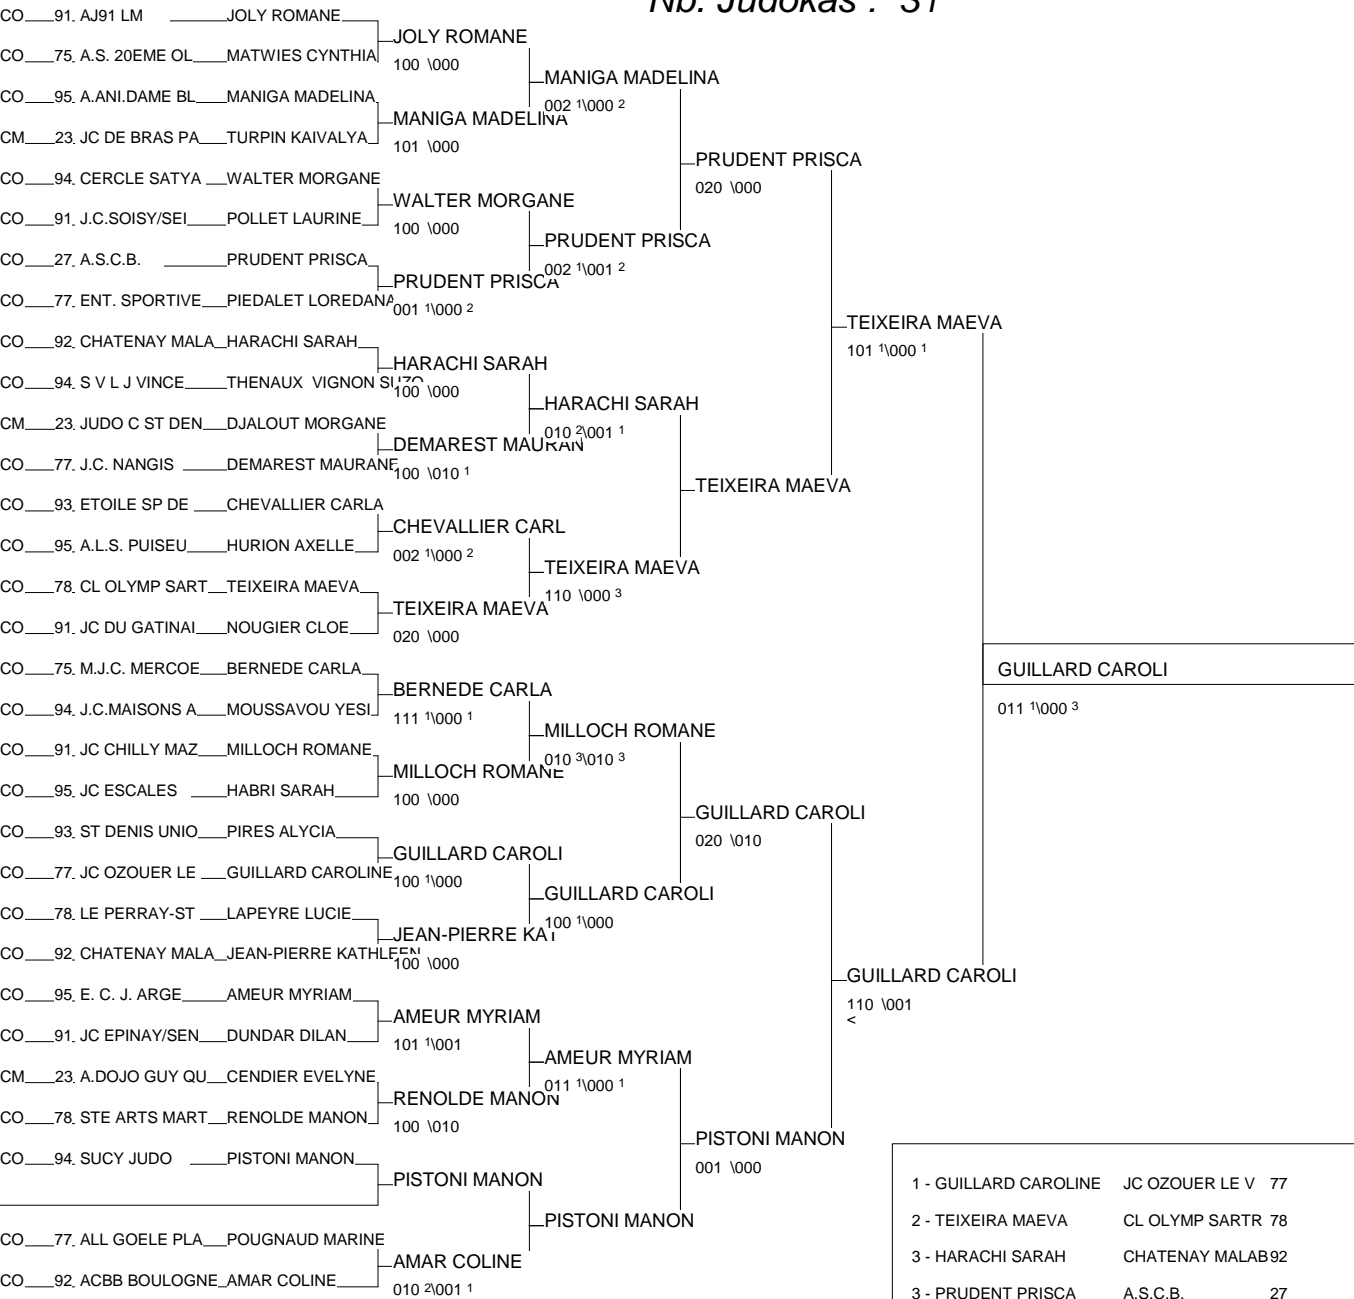 Nb. Judokas : 31
CO 91 AJ91 LM JOLY ROMANE
JOLY ROMANE
CO 75 A.S. 20EME OL MATWIES CYNTHIA
100 \000
MANIGA MADELINA
CO 95 A.ANI.DAME BL MANIGA MADELINA
002 1\000 2
MANIGA MADELINA
CM 23 JC DE BRAS PA TURPIN KAIVALYA
101 \000
PRUDENT PRISCA
020 \000
CO 94 CERCLE SATYA WALTER MORGANE
WALTER MORGANE
CO 91 J.C.SOISY/SEI POLLET LAURINE
100 \000
PRUDENT PRISCA
CO 27 A.S.C.B. PRUDENT PRISCA
002 1\001 2
PRUDENT PRISCA
CO 77 ENT. SPORTIVE PIEDALET LOREDANA
001 1\000 2
TEIXEIRA MAEVA
101 1\000 1
CO 92 CHATENAY MALA HARACHI SARAH
HARACHI SARAH
CO 94 S V L J VINCE THENAUX VIGNON SUZO
100 \000
HARACHI SARAH
CM 23 JUDO C ST DEN DJALOUT MORGANE
010 2\001 1
DEMAREST MAURAN
CO 77 J.C. NANGIS DEMAREST MAURANE
100 \010 1
TEIXEIRA MAEVA
CO 93 ETOILE SP DE CHEVALLIER CARLA
CHEVALLIER CARL
CO 95 A.L.S. PUISEU HURION AXELLE
002 1\000 2
TEIXEIRA MAEVA
CO 78 CL OLYMP SART TEIXEIRA MAEVA
110 \000 3
TEIXEIRA MAEVA
CO 91 JC DU GATINAI NOUGIER CLOE
020 \000
GUILLARD CAROLI
011 1\000 3
CO 75 M.J.C. MERCOE BERNEDE CARLA
BERNEDE CARLA
CO 94 J.C.MAISONS A MOUSSAVOU YESI
111 1\000 1
MILLOCH ROMANE
CO 91 JC CHILLY MAZ MILLOCH ROMANE
010 3\010 3
MILLOCH ROMANE
CO 95 JC ESCALES HABRI SARAH
100 \000
GUILLARD CAROLI
020 \010
CO 93 ST DENIS UNIO PIRES ALYCIA
GUILLARD CAROLI
CO 77 JC OZOUER LE GUILLARD CAROLINE
100 1\000
GUILLARD CAROLI
CO 78 LE PERRAY-ST LAPEYRE LUCIE
100 1\000
JEAN-PIERRE KAT
CO 92 CHATENAY MALA JEAN-PIERRE KATHLEEN
100 \000
GUILLARD CAROLI
110 \001
<
CO 95 E. C. J. ARGE AMEUR MYRIAM
AMEUR MYRIAM
CO 91 JC EPINAY/SEN DUNDAR DILAN
101 1\001
AMEUR MYRIAM
CM 23 A.DOJO GUY QU CENDIER EVELYNE
011 1\000 1
RENOLDE MANON
CO 78 STE ARTS MART RENOLDE MANON
100 \010
PISTONI MANON
001 \000
CO 94 SUCY JUDO PISTONI MANON
PISTONI MANON
PISTONI MANON
CO 77 ALL GOELE PLA POUGNAUD MARINE
AMAR COLINE
CO 92 ACBB BOULOGNE AMAR COLINE
010 2\001 1
1 - GUILLARD CAROLINE JC OZOUER LE V 77
2 - TEIXEIRA MAEVA CL OLYMP SARTR 78
3 - HARACHI SARAH CHATENAY MALAB 92
3 - PRUDENT PRISCA A.S.C.B. 27